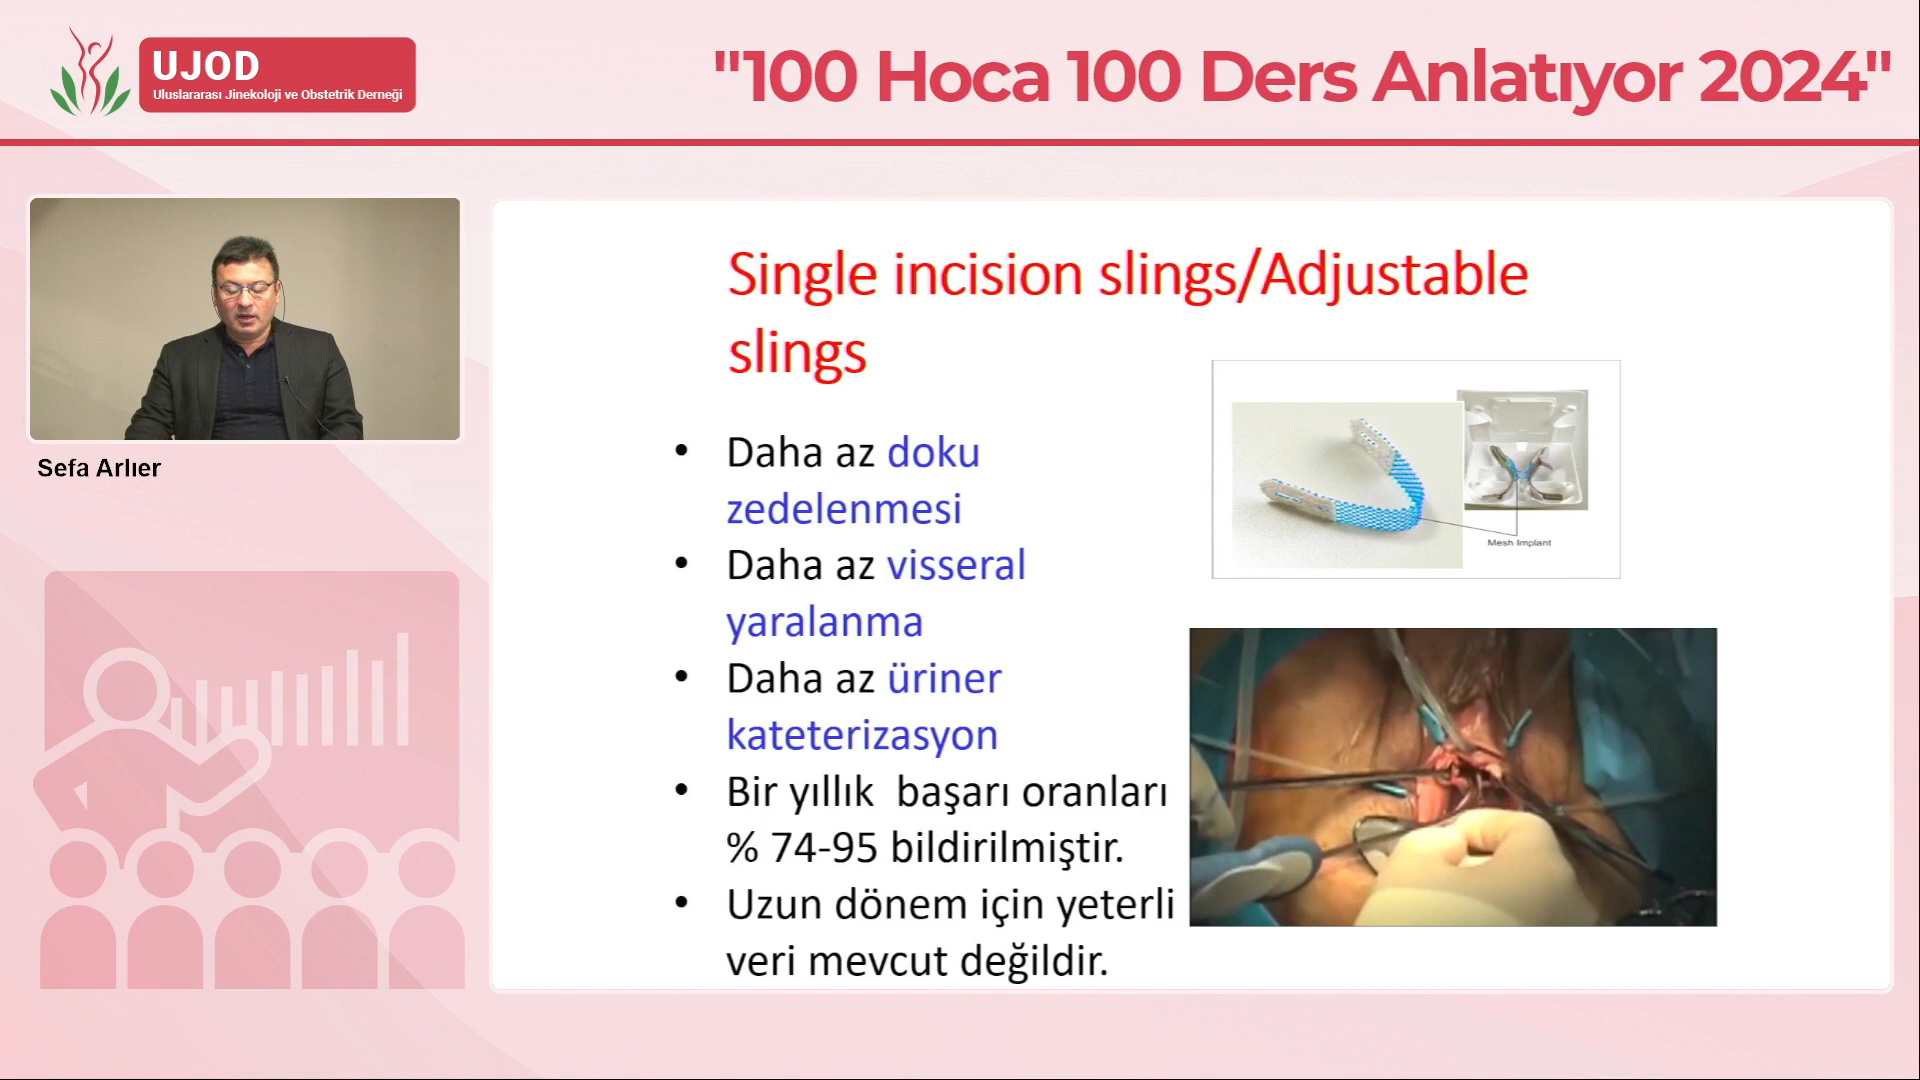 UJOD
Uluslararası Jinekoloji ve Obstetrik Derneği
"100 Hoca 100 Ders Anlatıyor 2024"
Sefa Arlıer
Single incision slings/Adjustable
slings
• Daha az doku
zedelenmesi
• Daha az visseral
yaralanma
• Daha az üriner
kateterizasyon
• Bir yıllık başarı oranları
% 74-95 bildirilmiştir.
• Uzun dönem için yeterli
veri mevcut değildir.
Mesh Implant